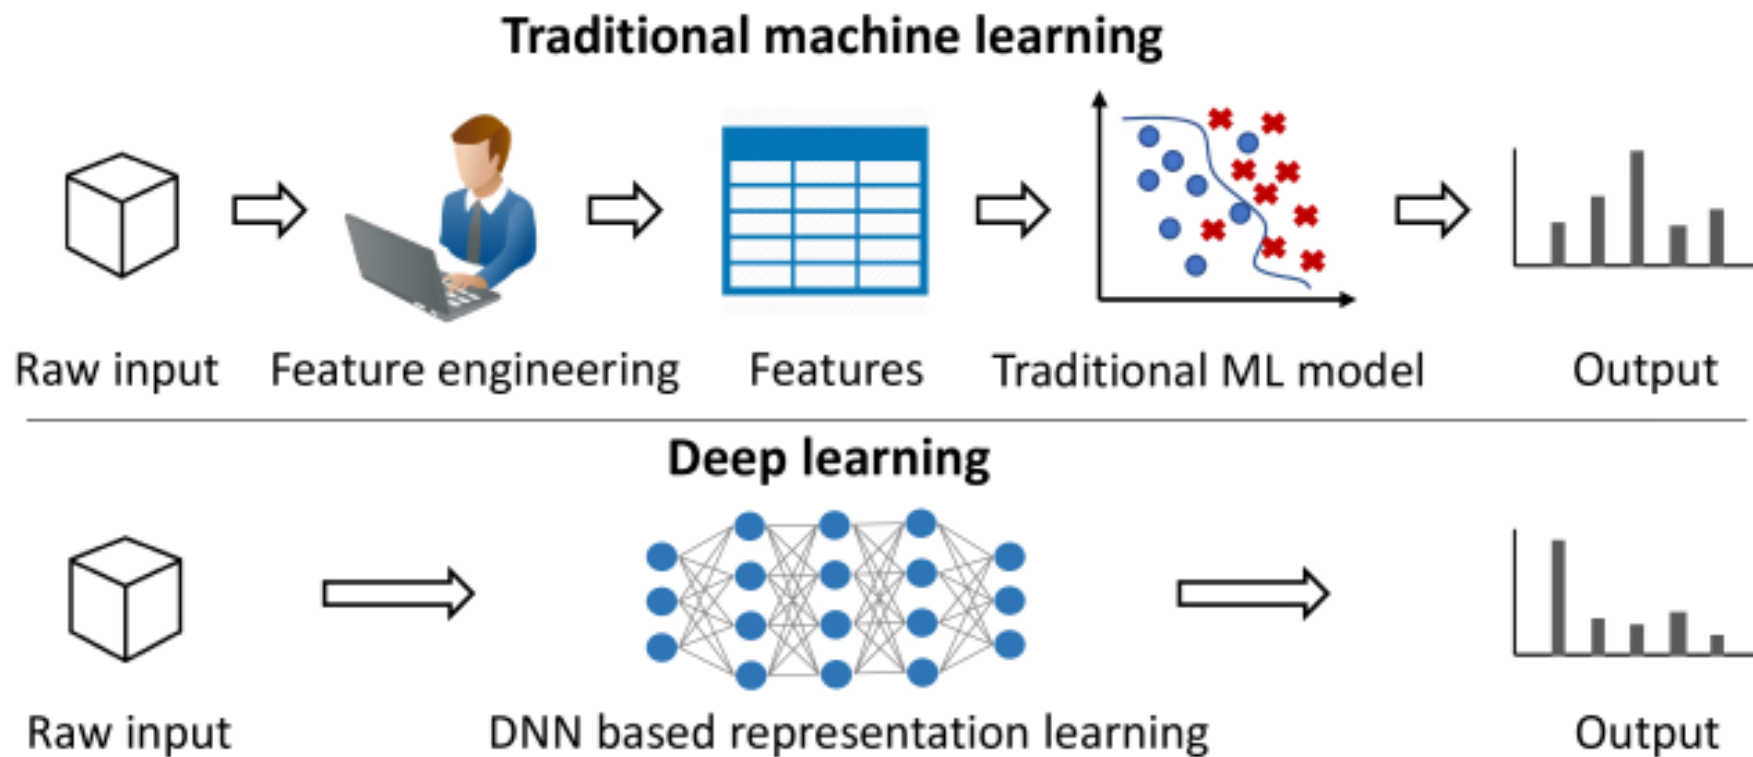 Traditional machine learning
Raw input
Feature engineering
Features
Traditional ML model
Output
Deep learning
Raw input
DNN based representation learning
Output